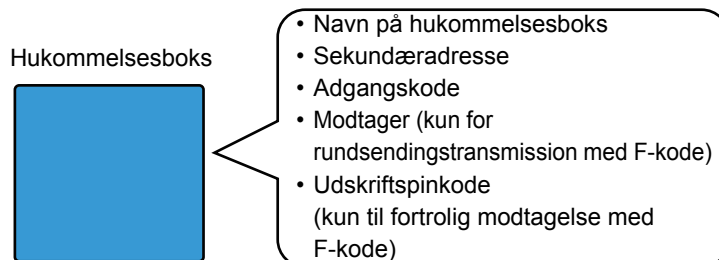 Hukommelsesboks
• Navn på hukommelsesboks
• Sekundæradresse
• Adgangskode
• Modtager (kun for
rundsendingstransmission med F-kode)
• Udskriftspinkode
(kun til fortrolig modtagelse med
F-kode)